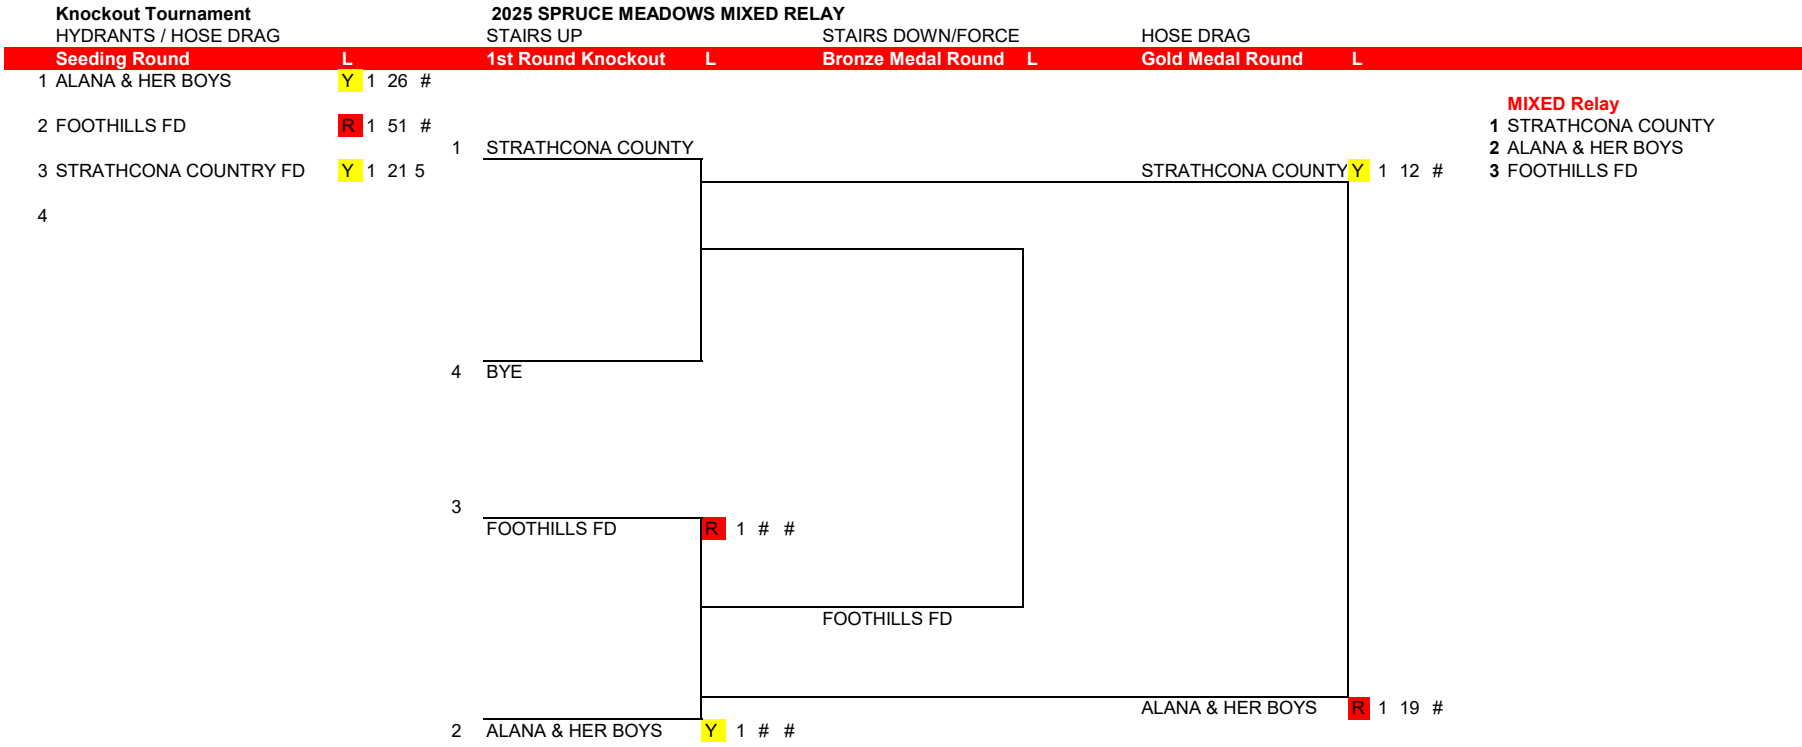 Knockout Tournament 2025 SPRUCE MEADOWS MIXED RELAY
HYDRANTS / HOSE DRAG STAIRS UP STAIRS DOWN/FORCE HOSE DRAG
Seeding Round L 1st Round Knockout L Bronze Medal Round L Gold Medal Round L
1 ALANA & HER BOYS Y 1 26 #
MIXED Relay
2 FOOTHILLS FD R 1 51 # 1 STRATHCONA COUNTY
1 STRATHCONA COUNTY 2 ALANA & HER BOYS
3 STRATHCONA COUNTRY FD Y 1 21 5 STRATHCONA COUNTY Y 1 12 # 3 FOOTHILLS FD
4
4 BYE
3
FOOTHILLS FD R 1 # #
FOOTHILLS FD
ALANA & HER BOYS R 1 19 #
2 ALANA & HER BOYS Y 1 # #